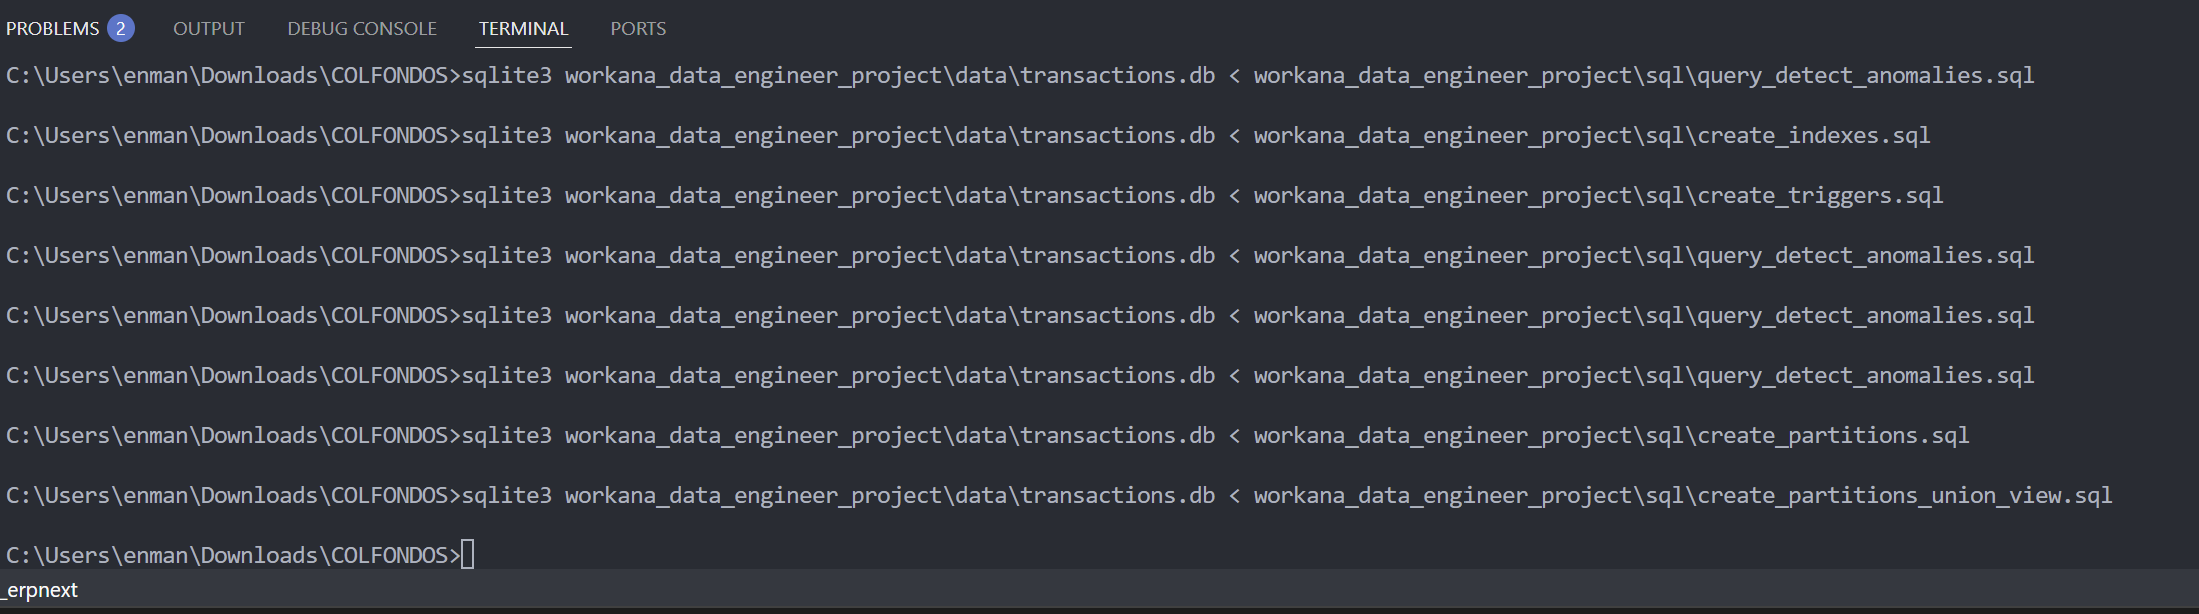 PROBLEMS 2 OUTPUT DEBUG CONSOLE TERMINAL PORTS
C:\Users\enman\Downloads\COLFONDOS>sqlite3 workana_data_engineer_project\data\transactions.db < workana_data_engineer_project\sql\query_detect_anomalies.sql
C:\Users\enman\Downloads\COLFONDOS>sqlite3 workana_data_engineer_project\data\transactions.db < workana_data_engineer_project\sql\create_indexes.sql
C:\Users\enman\Downloads\COLFONDOS>sqlite3 workana_data_engineer_project\data\transactions.db < workana_data_engineer_project\sql\create_triggers.sql
C:\Users\enman\Downloads\COLFONDOS>sqlite3 workana_data_engineer_project\data\transactions.db < workana_data_engineer_project\sql\query_detect_anomalies.sql
C:\Users\enman\Downloads\COLFONDOS>sqlite3 workana_data_engineer_project\data\transactions.db < workana_data_engineer_project\sql\query_detect_anomalies.sql
C:\Users\enman\Downloads\COLFONDOS>sqlite3 workana_data_engineer_project\data\transactions.db < workana_data_engineer_project\sql\query_detect_anomalies.sql
C:\Users\enman\Downloads\COLFONDOS>sqlite3 workana_data_engineer_project\data\transactions.db < workana_data_engineer_project\sql\create_partitions.sql
C:\Users\enman\Downloads\COLFONDOS>sqlite3 workana_data_engineer_project\data\transactions.db < workana_data_engineer_project\sql\create_partitions_union_view.sql
C:\Users\enman\Downloads\COLFONDOS>
_erpnext